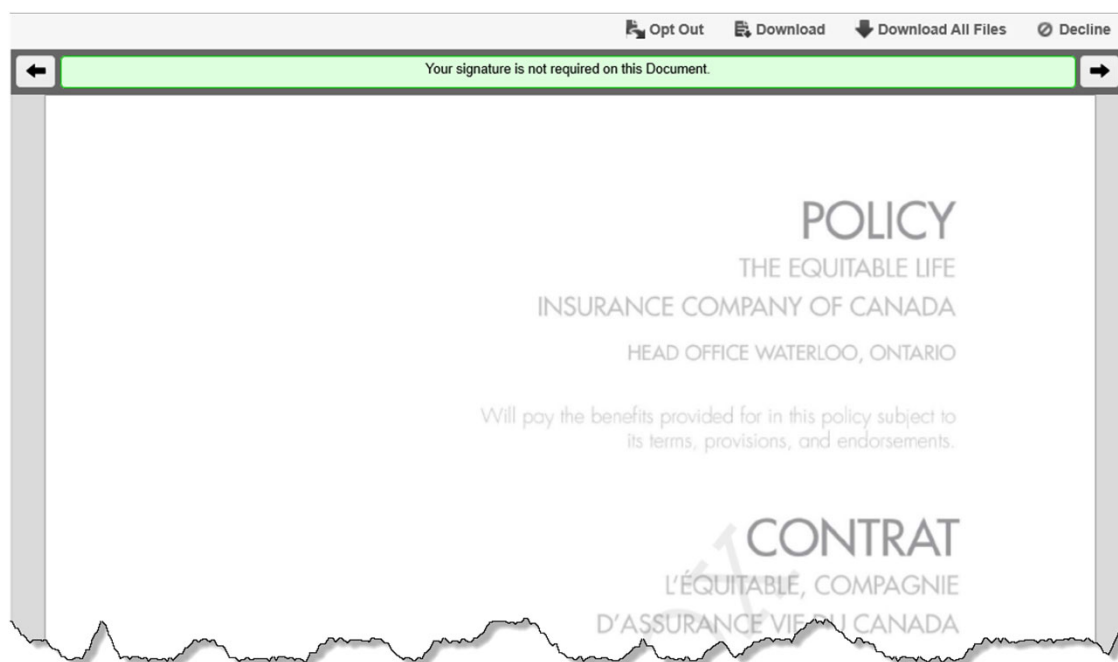 Opt Out Download Download All Files Decline
Your signature is not required on this Document.
POLICY
THE EQUITABLE LIFE
INSURANCE COMPANY OF CANADA
HEAD OFFICE WATERLOO, ONTARIO
Will pay the benefits provided for in this policy subject to
its terms, provisions, and endorsements.
CONTRAT
L'ÉQUITABLE, COMPAGNIE
D'ASSURANCE VIE DU CANADA